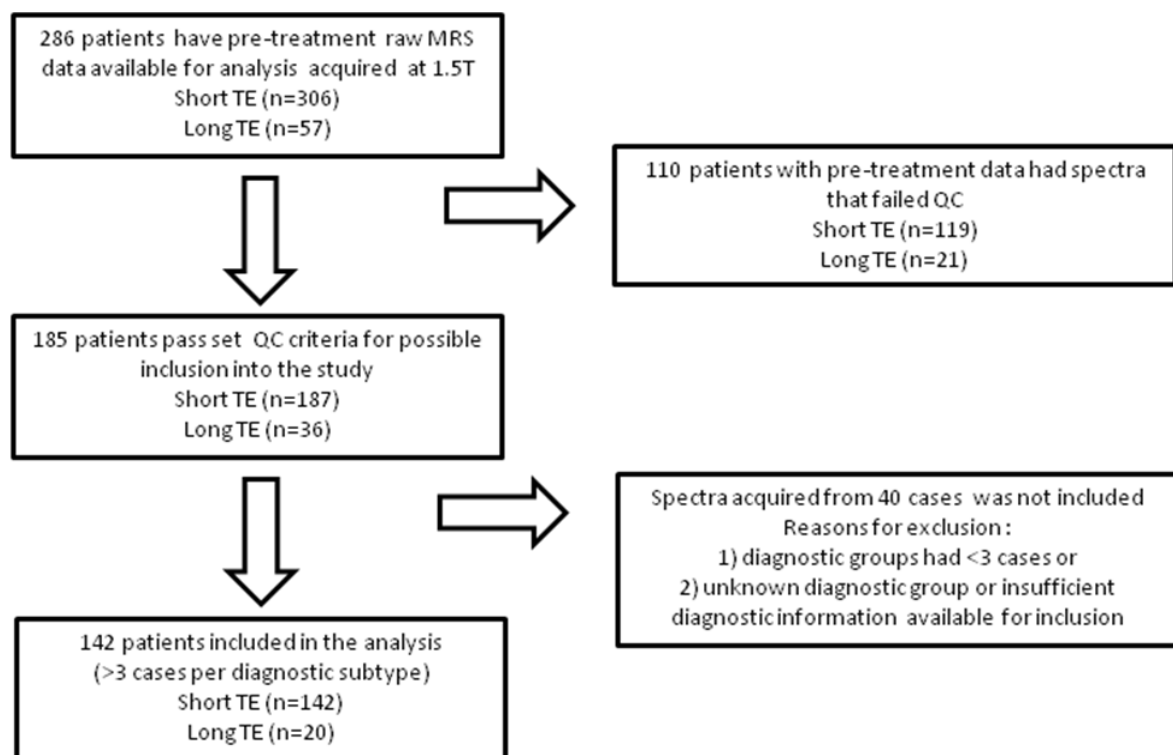 286 patients have pre-treatment raw MRS
data available for analysis acquired at 1.5T
Short TE (n=306)
Long TE (n=57)
110 patients with pre-treatment data had spectra
that failed QC
Short TE (n=119)
Long TE (n=21)
185 patients pass set QC criteria for possible
inclusion into the study
Short TE (n=187)
Long TE (n=36)
Spectra acquired from 40 cases was not included
Reasons for exclusion :
1) diagnostic groups had <3 cases or
2) unknown diagnostic group or insufficient
diagnostic information available for inclusion
142 patients included in the analysis
(>3 cases per diagnostic subtype)
Short TE (n=142)
Long TE (n=20)